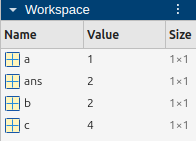 Workspace
Name Value Size
a 1 1×1
ans 2 1×1
b 2 1×1
c 4 1×1